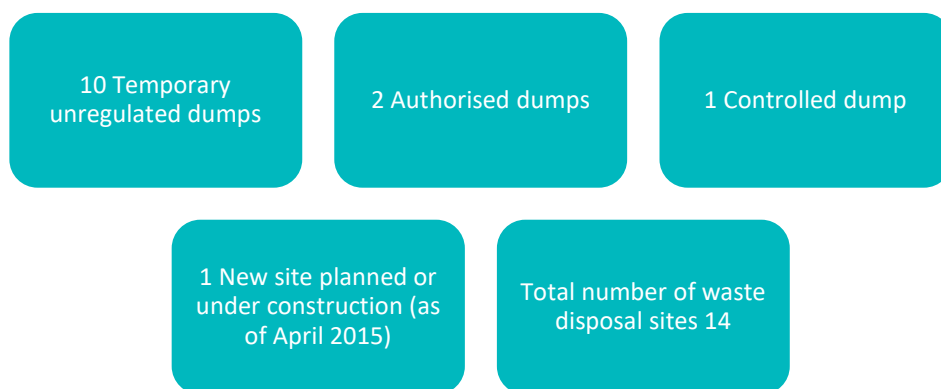 10 Temporary
unregulated dumps
2 Authorised dumps
1 Controlled dump
1 New site planned or
under construction (as
of April 2015)
Total number of waste
disposal sites 14